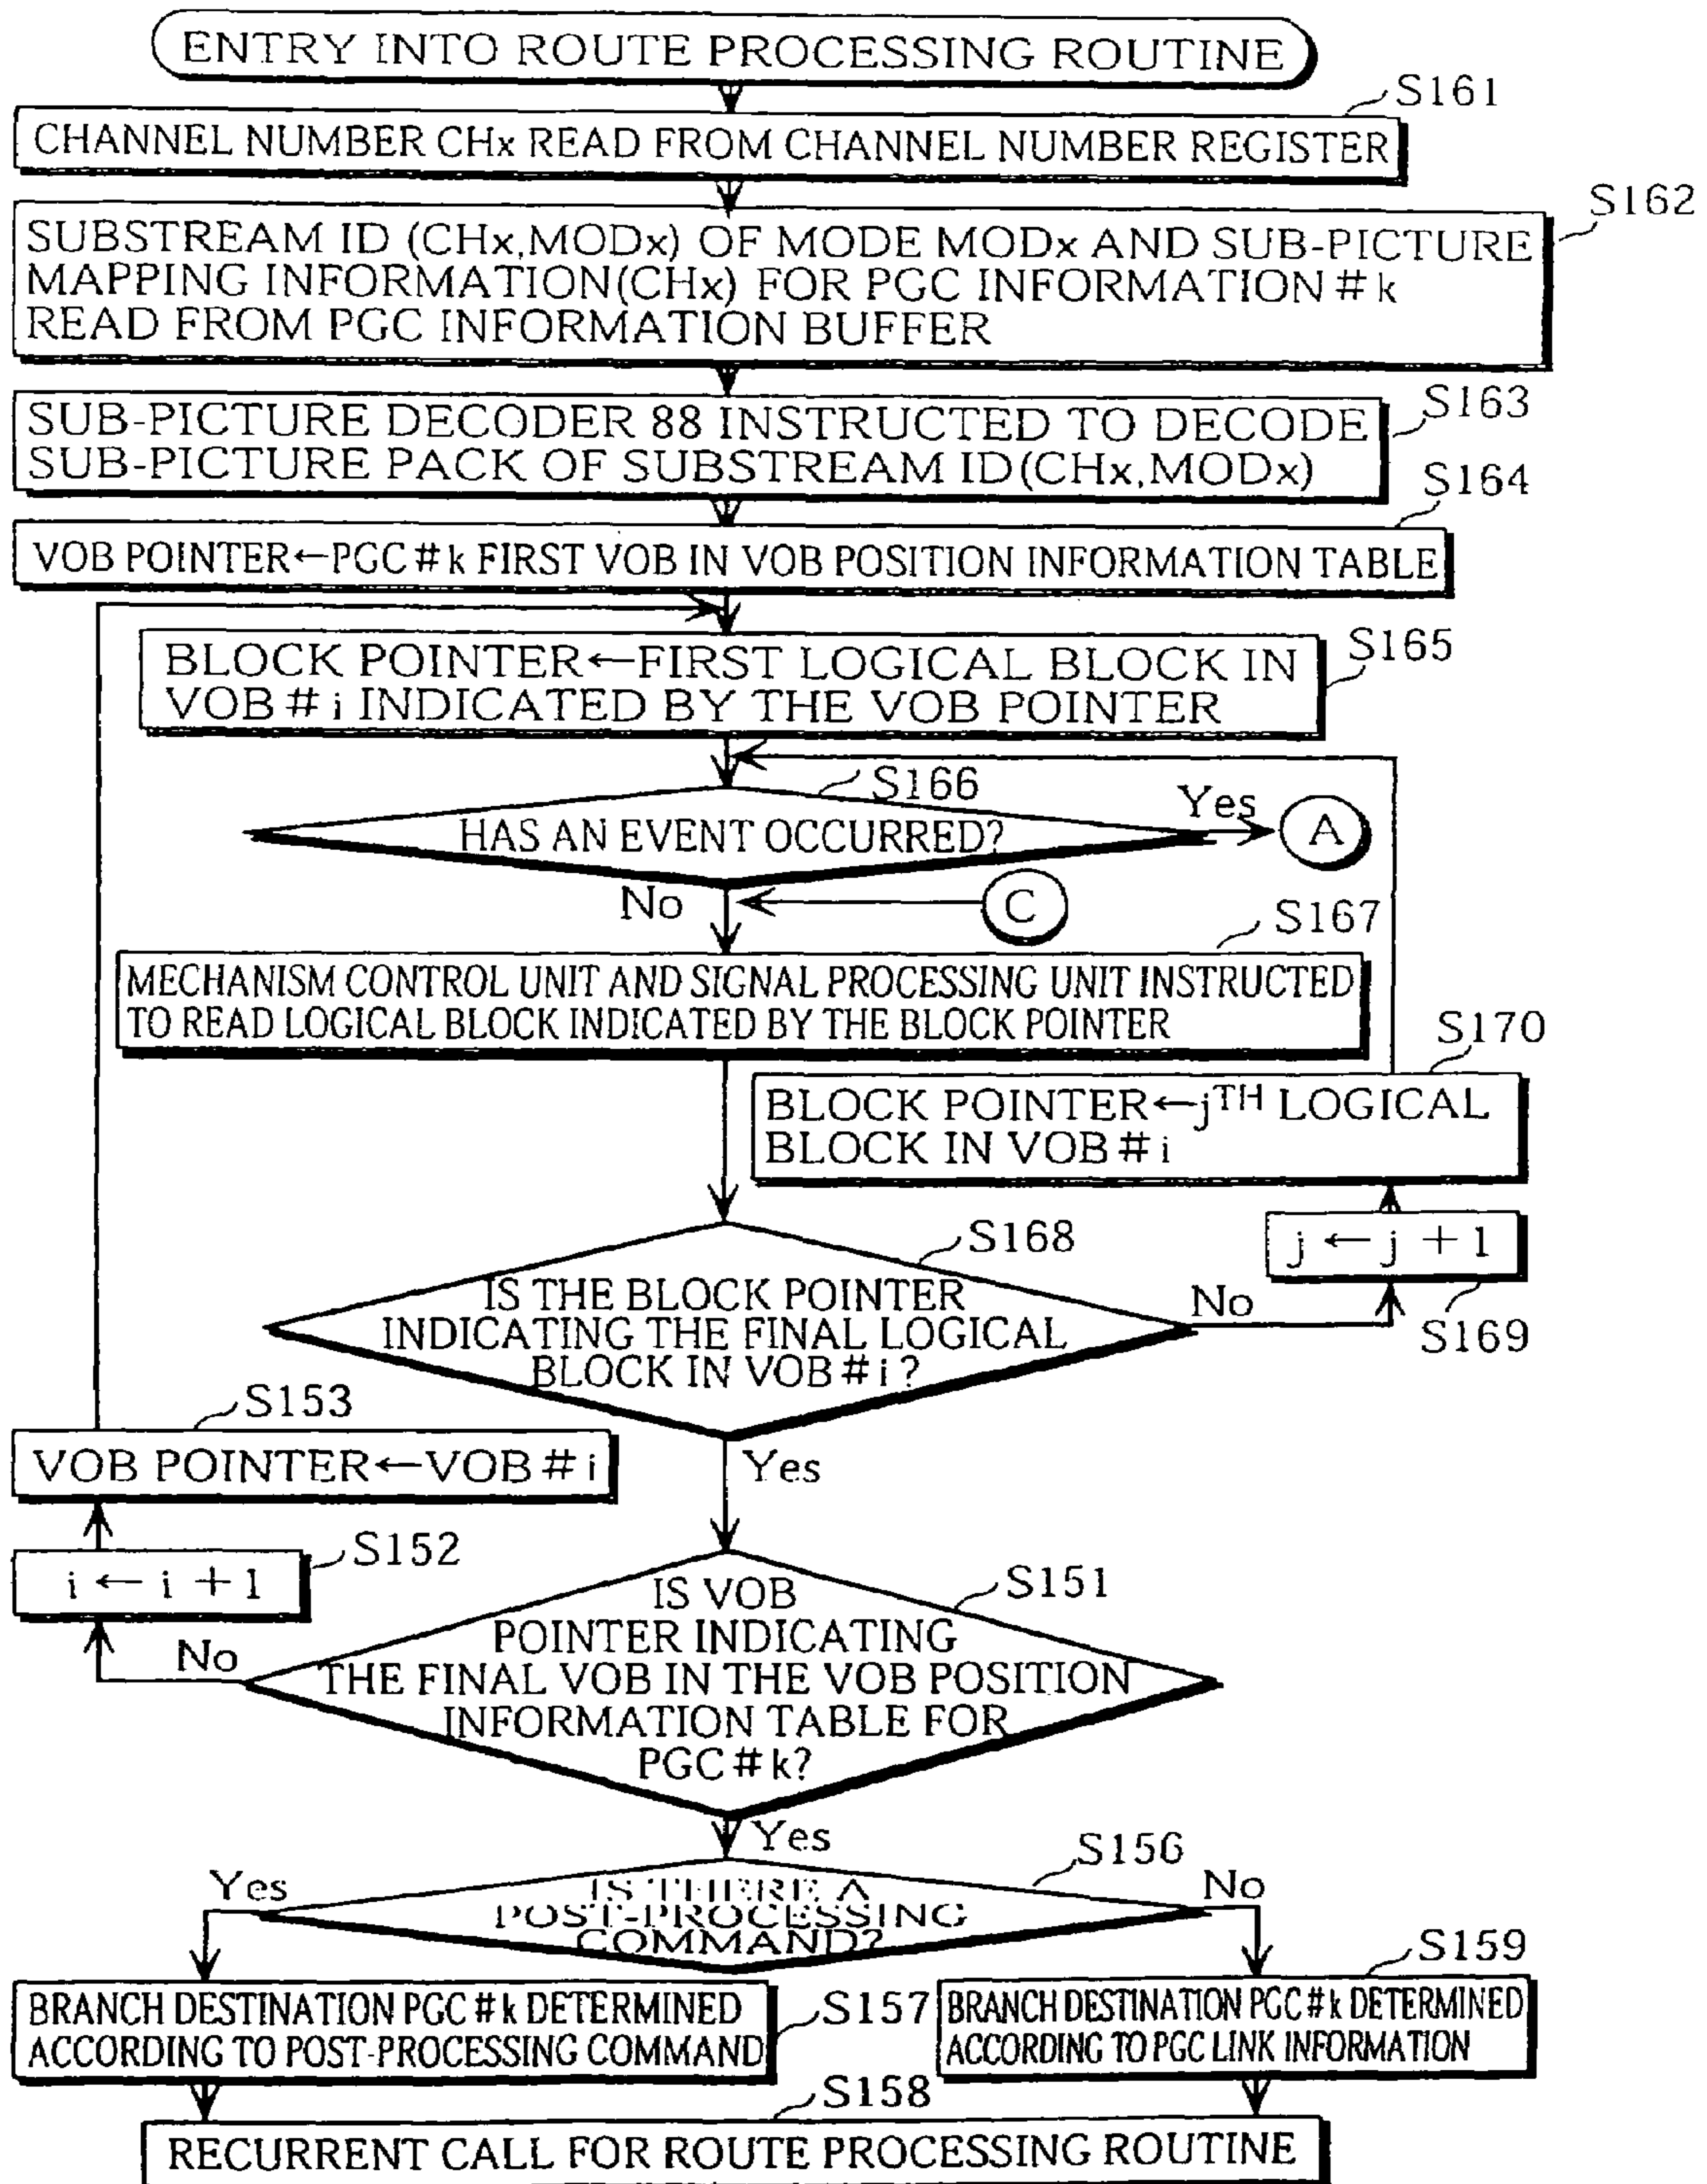 ENTRY INTO ROUTE PROCESSING ROUTINE
S161
CHANNEL NUMBER CHx READ FROM CHANNEL NUMBER REGISTER
S162
SUBSTREAM ID (CHx,MODx) OF MODE MODx AND SUB-PICTURE
MAPPING INFORMATION(CHx) FOR PGC INFORMATION #k
READ FROM PGC INFORMATION BUFFER
S163
SUB-PICTURE DECODER 88 INSTRUCTED TO DECODE
SUB-PICTURE PACK OF SUBSTREAM ID(CHx,MODx)
S164
VOB POINTER←PGC#k FIRST VOB IN VOB POSITION INFORMATION TABLE
S165
BLOCK POINTER←FIRST LOGICAL BLOCK IN
VOB#i INDICATED BY THE VOB POINTER
S166
HAS AN EVENT OCCURRED?
Yes
A
No
C
S167
MECHANISM CONTROL UNIT AND SIGNAL PROCESSING UNIT INSTRUCTED
TO READ LOGICAL BLOCK INDICATED BY THE BLOCK POINTER
S170
BLOCK POINTER←jTH LOGICAL
BLOCK IN VOB#i
S168
j ← j + 1
S169
IS THE BLOCK POINTER
INDICATING THE FINAL LOGICAL
BLOCK IN VOB#i?
No
Yes
S153
VOB POINTER←VOB#i
S152
i ← i + 1
S151
IS VOB
POINTER INDICATING
THE FINAL VOB IN THE VOB POSITION
INFORMATION TABLE FOR
PGC#k?
No
Yes
S156
IS THERE A
POST-PROCESSING
COMMAND?
Yes
No
S157
BRANCH DESTINATION PGC#k DETERMINED
ACCORDING TO POST-PROCESSING COMMAND
S159
BRANCH DESTINATION PGC#k DETERMINED
ACCORDING TO PGC LINK INFORMATION
S158
RECURRENT CALL FOR ROUTE PROCESSING ROUTINE